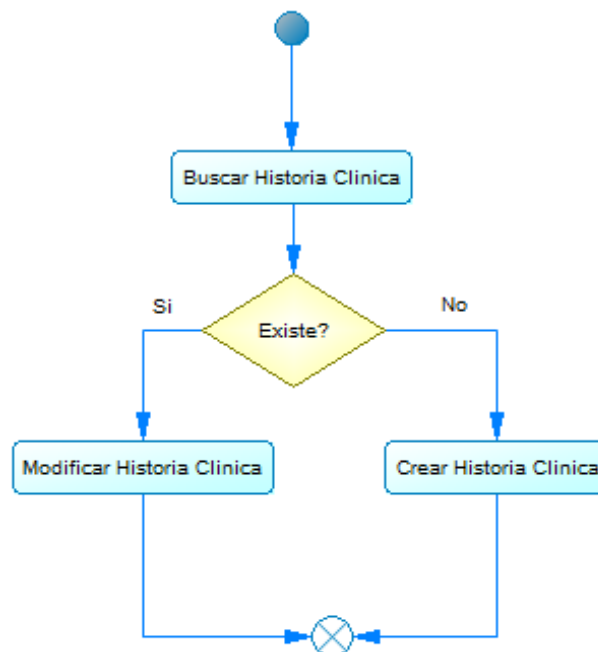 Buscar Historia Clinica
Si
No
Existe?
Modificar Historia Clinica
Crear Historia Clinica